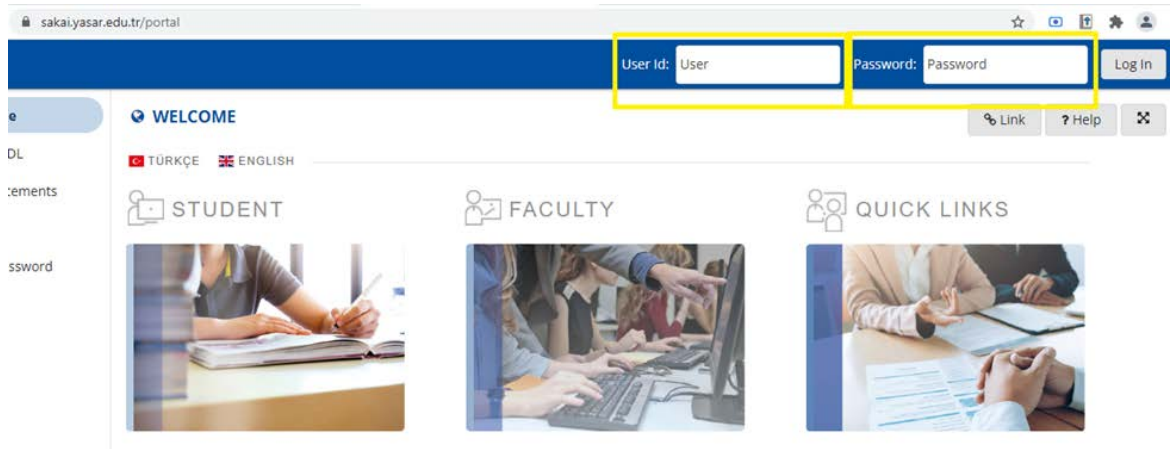 sakai.yasar.edu.tr/portal
User Id: User Password: Password Log In
e
WELCOME Link ? Help
DL
TÜRKÇE ENGLISH
cements
STUDENT FACULTY QUICK LINKS
ssword